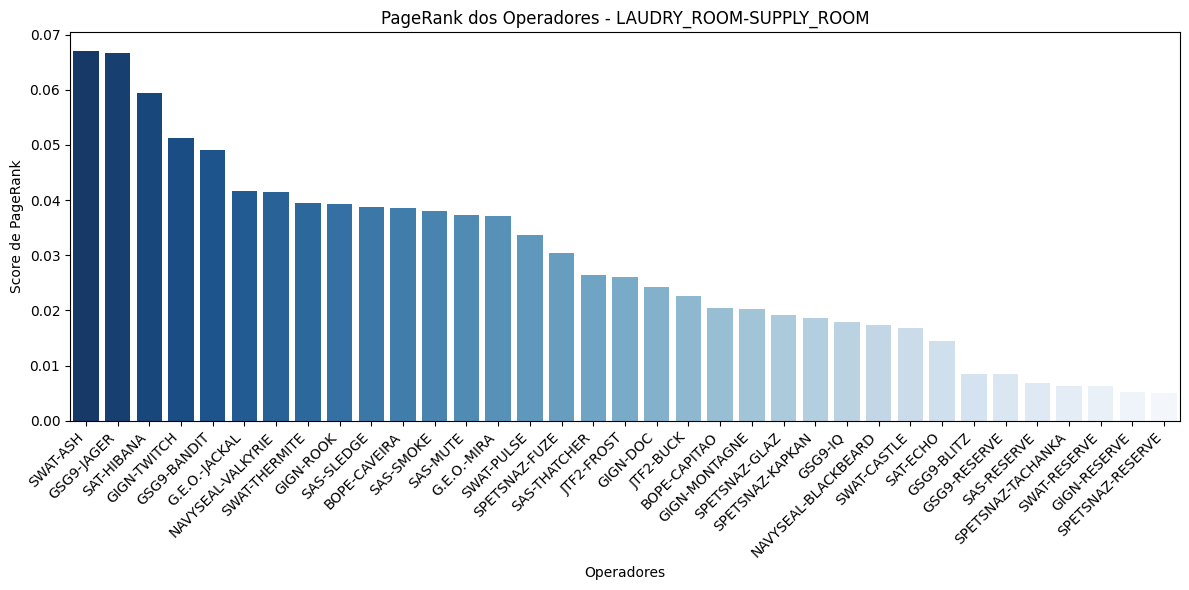 PageRank dos Operadores - LAUDRY_ROOM-SUPPLY_ROOM
Score de PageRank
0.07
0.06
0.05
0.04
0.03
0.02
0.01
0.00
SWAT-ASH
GSG9-JAGER
SAT-HIBANA
GIGN-TWITCH
GSG9-BANDIT
G.E.O.-JACKAL
NAVYSEAL-VALKYRIE
SWAT-THERMITE
GIGN-ROOK
SAS-SLEDGE
BOPE-CAVEIRA
SAS-SMOKE
SAS-MUTE
G.E.O.-MIRA
SWAT-PULSE
SPETSNAZ-FUZE
SAS-THATCHER
JTF2-FROST
GIGN-DOC
JTF2-BUCK
BOPE-CAPITAO
GIGN-MONTAGNE
SPETSNAZ-GLAZ
SPETSNAZ-KAPKAN
GSG9-IQ
NAVYSEAL-BLACKBEARD
SWAT-CASTLE
SAT-ECHO
GSG9-BLITZ
GSG9-RESERVE
SAS-RESERVE
SPETSNAZ-TACHANKA
SWAT-RESERVE
GIGN-RESERVE
SPETSNAZ-RESERVE
Operadores